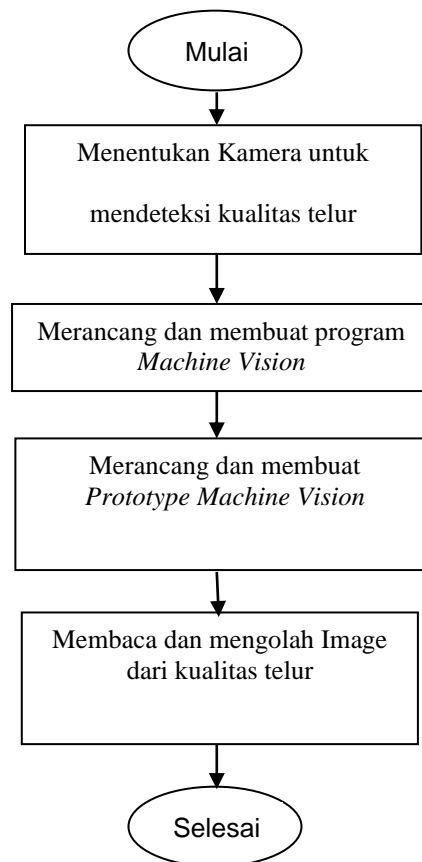 Mulai
Menentukan Kamera untuk
mendeteksi kualitas telur
Merancang dan membuat program
Machine Vision
Merancang dan membuat
Prototype Machine Vision
Membaca dan mengolah Image
dari kualitas telur
Selesai